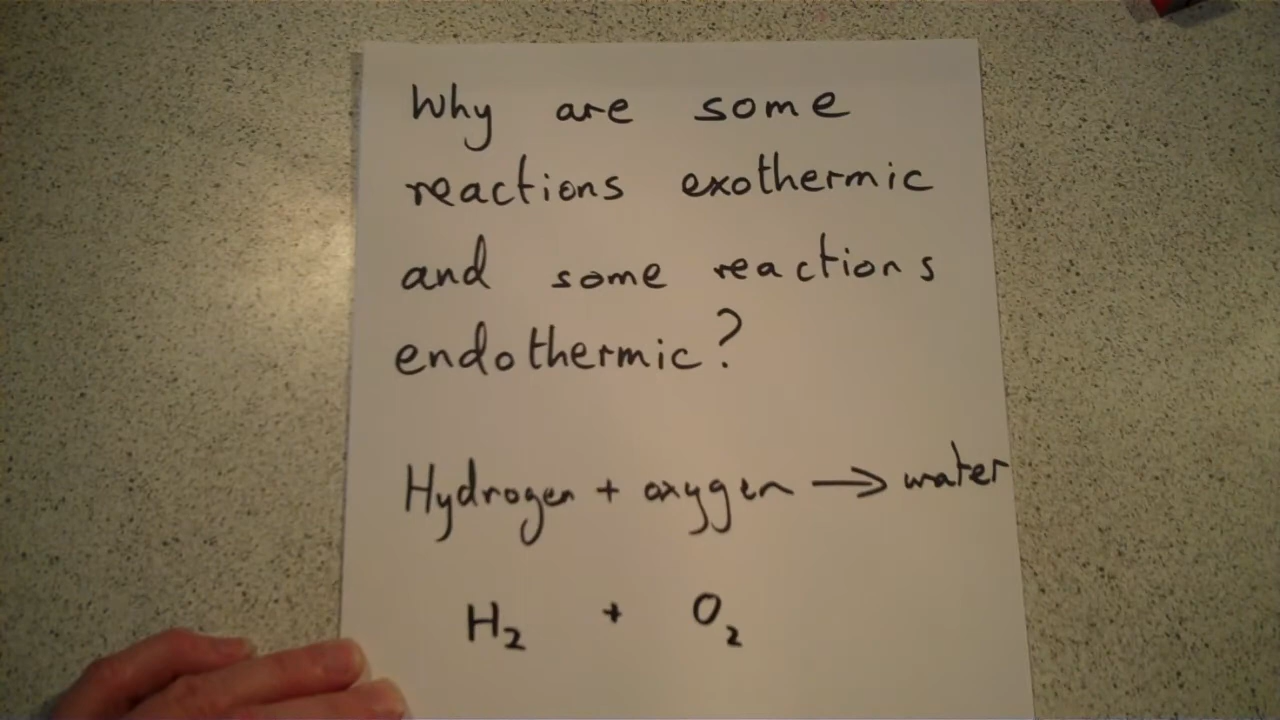 Why are some
reactions exothermic
and some reactions
endothermic?
Hydrogen + oxygen → water
H₂ + O₂